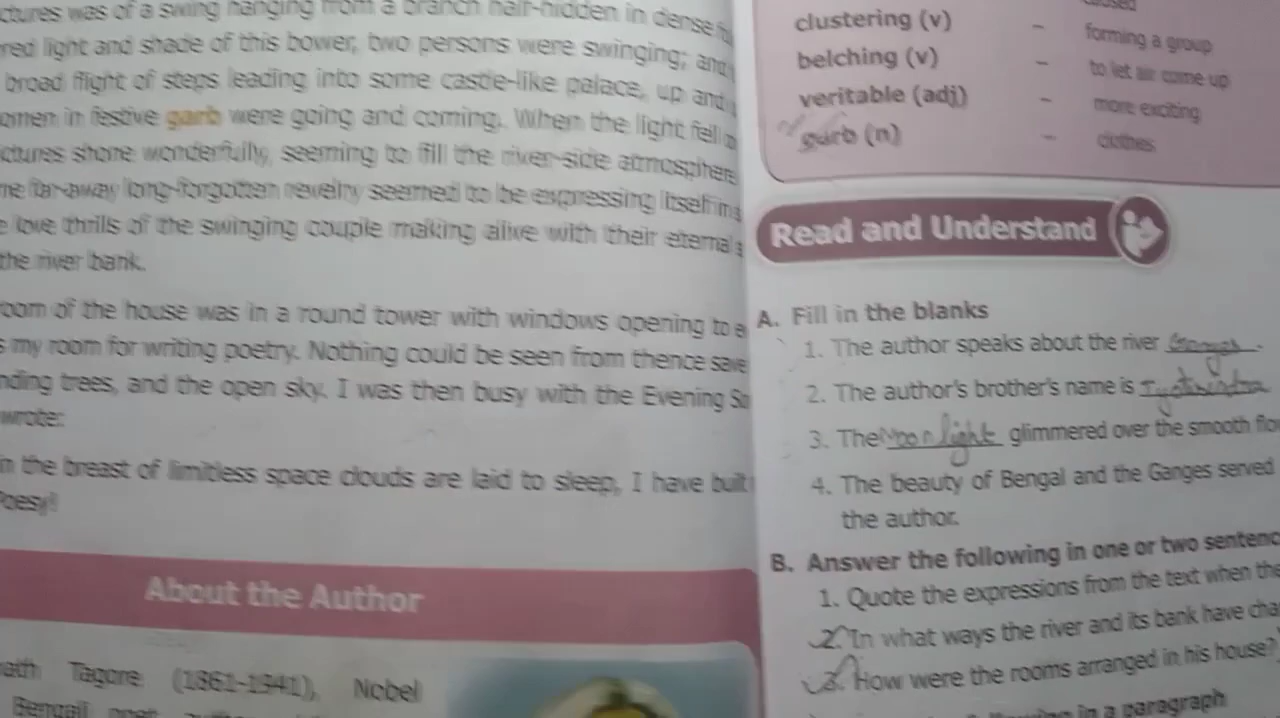 ctures was of a swing hanging from a branch half-hidden in dense
red light and shade of this bower, two persons were swinging; and
broad flight of steps leading into some castle-like palace, up and
omen in festive garb were going and coming. When the light fell
ctures shone wonderfully, seeming to fill the river-side atmosphere
me far-away long-forgotten revelry seemed to be expressing itself in
e love thrills of the swinging couple making alive with their eternal
the river bank.
oom of the house was in a round tower with windows opening to
s my room for writing poetry. Nothing could be seen from thence save
nding trees, and the open sky. I was then busy with the Evening
wrote:
in the breast of limitless space clouds are laid to sleep, I have built
Poesy!
About the Author
ath Tagore (1861-1941), Nobel
Bengali poet,
clustering (v) - forming a group
belching (v) - to let air come up
veritable (adj) - more exciting
garb (n) - clothes
Read and Understand
A. Fill in the blanks
1. The author speaks about the river Ganges.
2. The author's brother's name is
3. The Moonlight glimmered over the smooth flo
4. The beauty of Bengal and the Ganges served
the author.
B. Answer the following in one or two sentenc
1. Quote the expressions from the text when the
2. In what ways the river and its bank have cha
3. How were the rooms arranged in his house?
in a paragraph